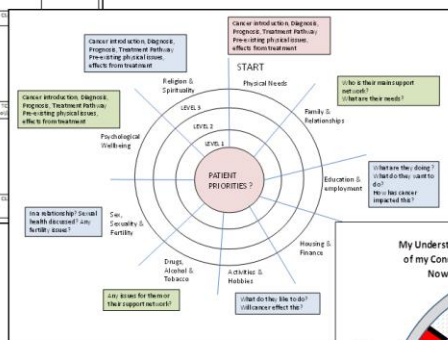 Cancer introduction, Diagnosis,
Prognosis, Treatment Pathway
Pre-existing physical issues,
effects from treatment
Cancer introduction, Diagnosis,
Prognosis, Treatment Pathway
Pre-existing physical issues,
effects from treatment
START
Religion &
Spirituality
Physical Needs
Cancer introduction, Diagnosis,
Prognosis, Treatment Pathway
Pre-existing physical issues,
effects from treatment
Who is their main support
network?
What are their needs?
LEVEL 3
LEVEL 2
LEVEL 1
Family &
Relationships
Psychological
Wellbeing
PATIENT
PRIORITIES ?
Education &
employment
What are they doing ?
What do they want to
do?
How has cancer
impacted this?
In a relationship? Sexual
health discussed? Any
fertility issues?
Sex,
Sexuality &
Fertility
Housing &
Finance
Drugs,
Alcohol &
Tobacco
Activities &
Hobbies
Any issues for them or
their support network?
What do they like to do?
Will cancer effect this?
My Underst
of my Con
Now